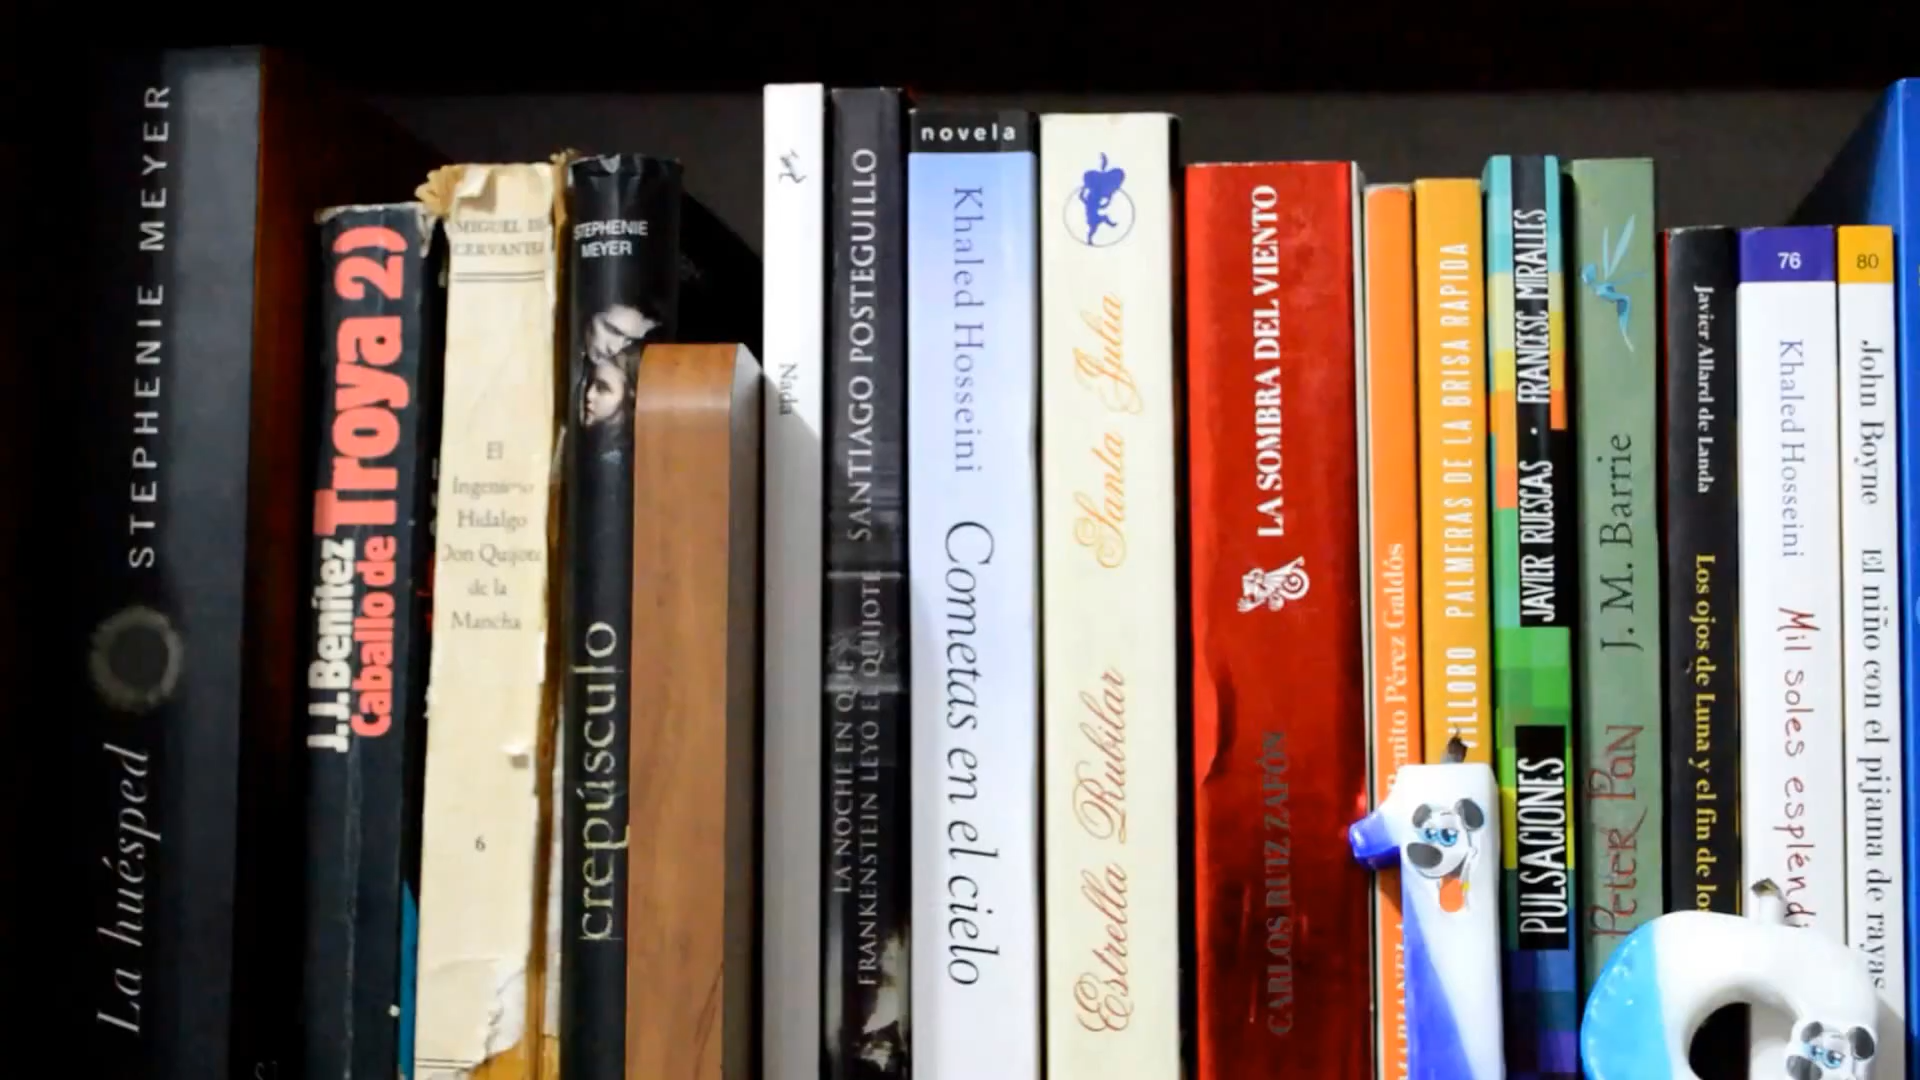 STEPHENIE MEYER
La huésped
J.J.Benítez
Caballo de Troya 2)
MIGUEL DE
CERVANTES
El
Ingenioso
Hidalgo
Don Quijote
de la
Mancha
6
STEPHENIE
MEYER
crepúsculo
Nada
SANTIAGO POSTEGUILLO
LA NOCHE EN QUE
FRANKENSTEIN LEYÓ EL QUIJOTE
novela
Khaled Hosseini
Cometas en el cielo
Santa Julia
Estrella Rubilar
LA SOMBRA DEL VIENTO
CARLOS RUIZ ZAFÓN
Benito Pérez Galdós
VILLORO PALMERAS DE LA BRISA RAPIDA
FRANCESC MIRALLES
JAVIER RUESCAS ·
PULSACIONES
J. M. Barrie
Peter Pan
Javier Allard de Landa
Los ojos de Luna y el fin de los
76
Khaled Hosseini
Mil soles esplénd
80
John Boyne
El niño con el pijama de rayas